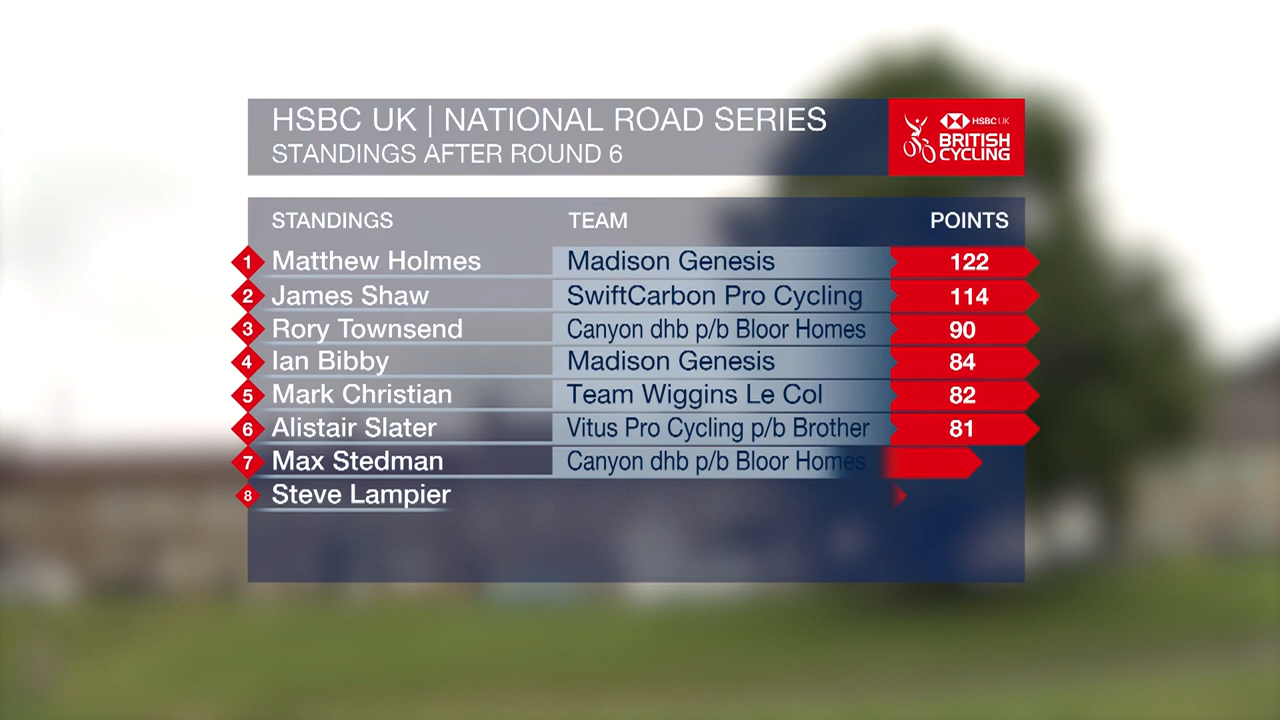 HSBC UK | NATIONAL ROAD SERIES
STANDINGS AFTER ROUND 6
HSBC UK
BRITISH
CYCLING
STANDINGS TEAM POINTS
1 Matthew Holmes Madison Genesis 122
2 James Shaw SwiftCarbon Pro Cycling 114
3 Rory Townsend Canyon dhb p/b Bloor Homes 90
4 Ian Bibby Madison Genesis 84
5 Mark Christian Team Wiggins Le Col 82
6 Alistair Slater Vitus Pro Cycling p/b Brother 81
7 Max Stedman Canyon dhb p/b Bloor Homes
8 Steve Lampier